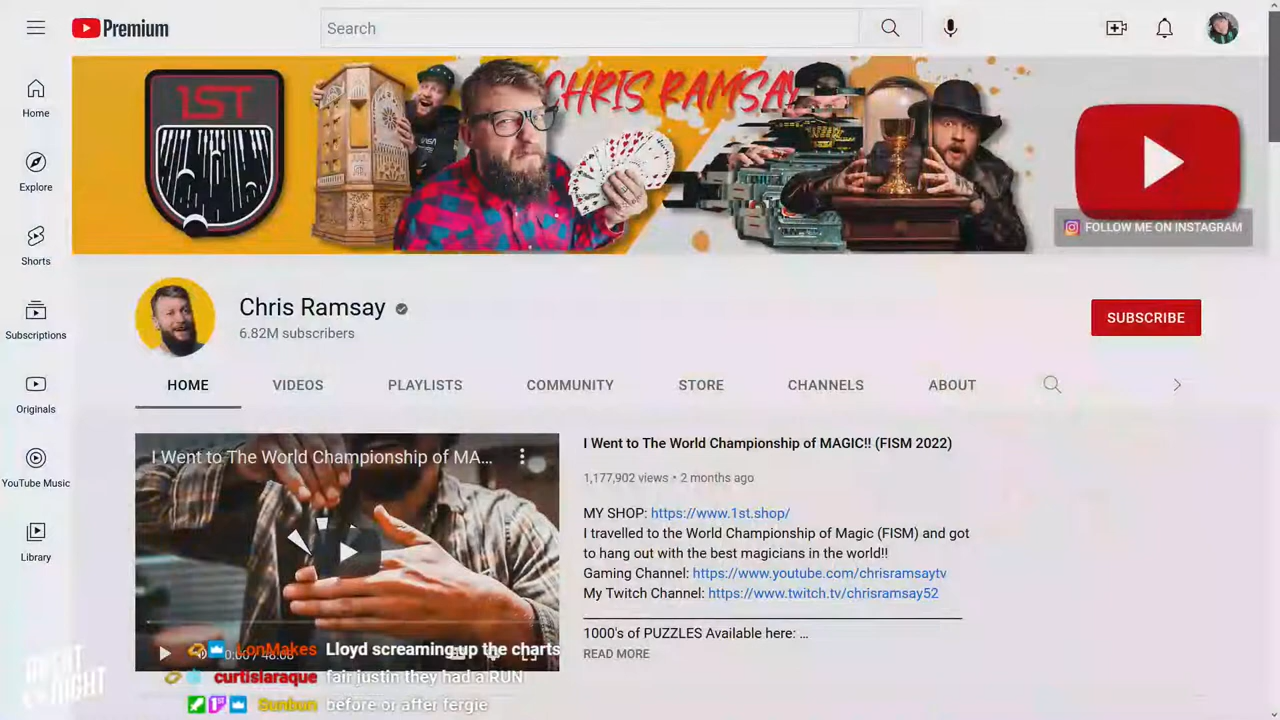 Premium
Search
1ST
CHRIS RAMSAY
FOLLOW ME ON INSTAGRAM
Home
Explore
Shorts
Subscriptions
Originals
YouTube Music
Library
Chris Ramsay
6.82M subscribers
SUBSCRIBE
HOME VIDEOS PLAYLISTS COMMUNITY STORE CHANNELS ABOUT
I Went to The World Championship of MA...
I Went to The World Championship of MAGIC!! (FISM 2022)
1,177,902 views • 2 months ago
MY SHOP: https://www.1st.shop/
I travelled to the World Championship of Magic (FISM) and got
to hang out with the best magicians in the world!!
Gaming Channel: https://www.youtube.com/chrisramsaytv
My Twitch Channel: https://www.twitch.tv/chrisramsay52
1000's of PUZZLES Available here: ...
READ MORE
LonMakes Lloyd screaming up the charts
curtislaraque fair justin they had a RUN
Sunbun before or after fergie
NIGHT